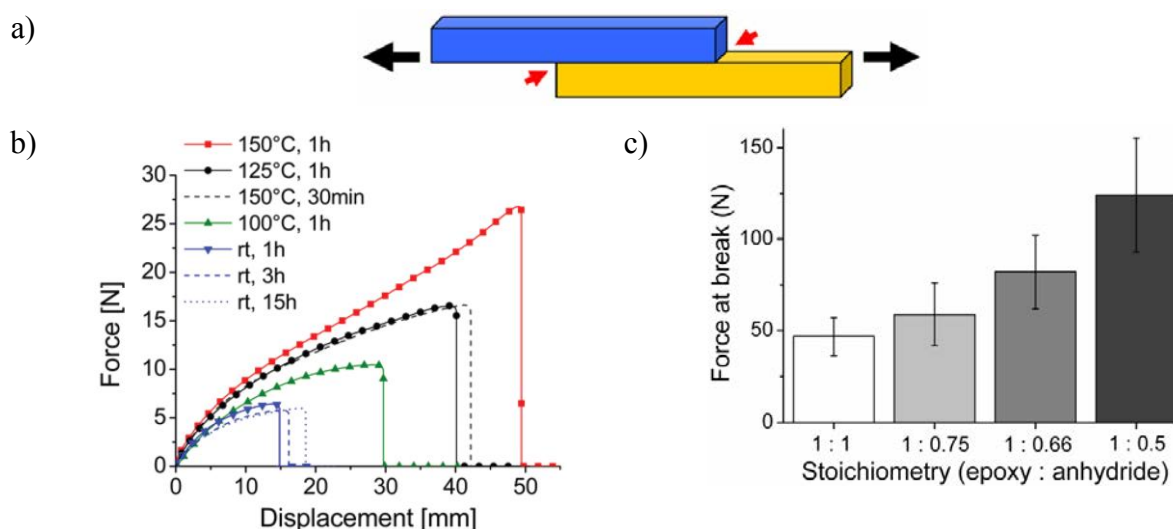 a)
b)
150°C, 1h
125°C, 1h
150°C, 30min
100°C, 1h
rt, 1h
rt, 3h
rt, 15h
30
25
20
15
10
5
0
Force [N]
0 10 20 30 40 50
Displacement [mm]
c)
150
100
50
0
Force at break (N)
1 : 1 1 : 0.75 1 : 0.66 1 : 0.5
Stoichiometry (epoxy : anhydride)